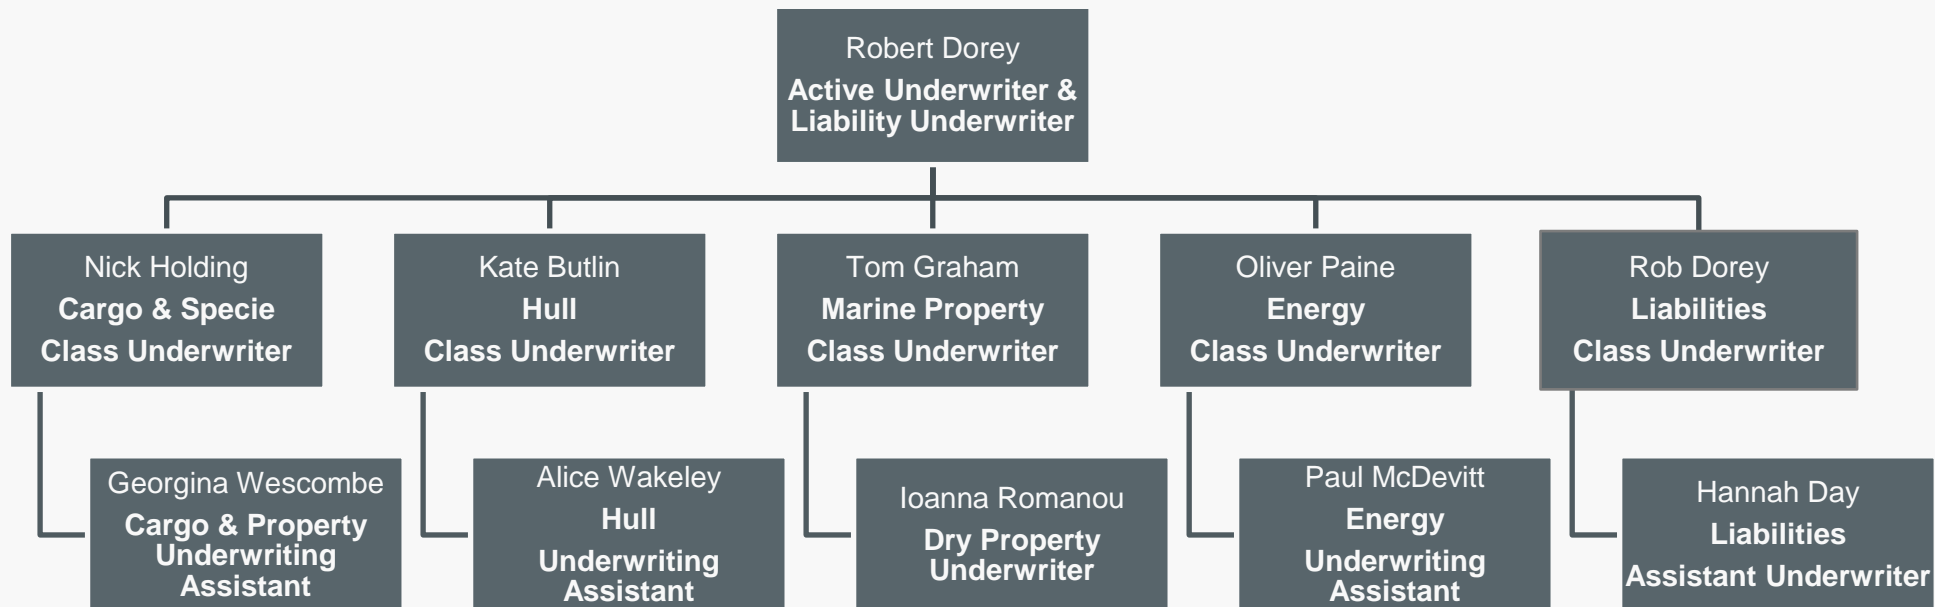 Robert Dorey
Active Underwriter &
Liability Underwriter
Nick Holding
Cargo & Specie
Class Underwriter
Kate Butlin
Hull
Class Underwriter
Tom Graham
Marine Property
Class Underwriter
Oliver Paine
Energy
Class Underwriter
Rob Dorey
Liabilities
Class Underwriter
Georgina Wescombe
Cargo & Property
Underwriting
Assistant
Alice Wakeley
Hull
Underwriting
Assistant
Ioanna Romanou
Dry Property
Underwriter
Paul McDevitt
Energy
Underwriting
Assistant
Hannah Day
Liabilities
Assistant Underwriter